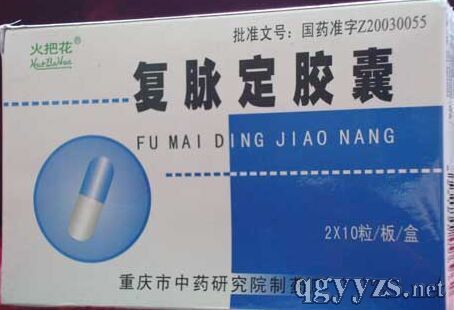 火把花®
HuoBaHua
批准文号：国药准字Z20030055
复脉定胶囊
FU MAI DING JIAO NANG
2X10粒/板/盒
重庆市中药研究院制药
qgyyzs.net